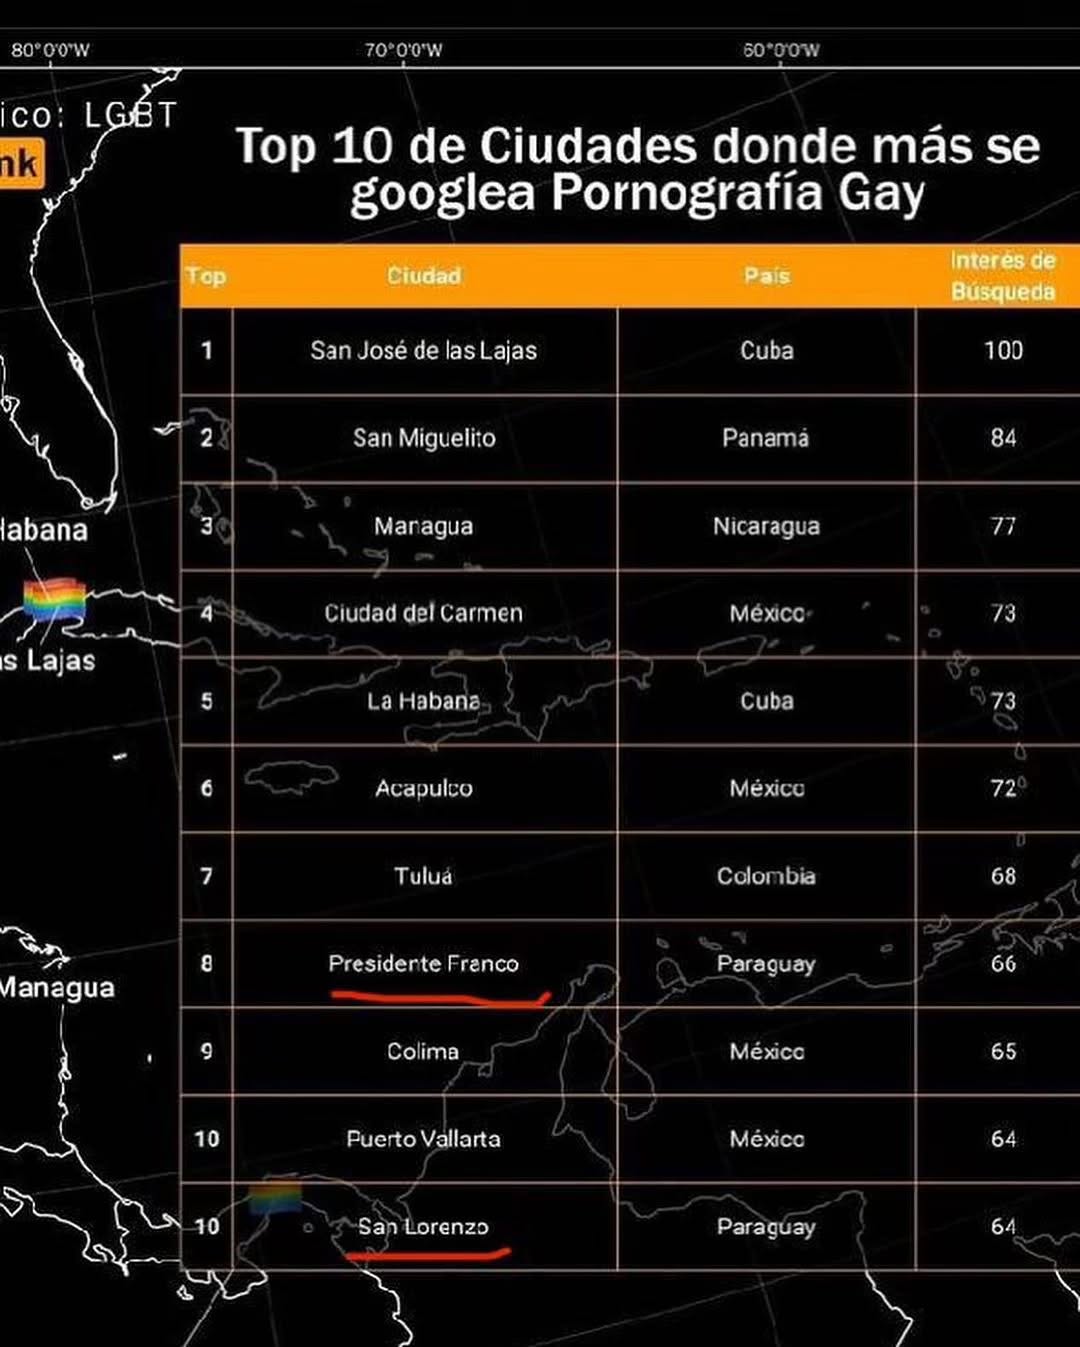 80°0'0"W
70°0'0"W
60°0'0"W
ico: LGBT
nk
Top 10 de Ciudades donde más se
googlea Pornografía Gay
Top Ciudad País Interés de Búsqueda
1 San José de las Lajas Cuba 100
2 San Miguelito Panamá 84
3 Managua Nicaragua 77
4 Ciudad del Carmen México 73
5 La Habana Cuba 73
6 Acapulco México 72
7 Tuluá Colombia 68
8 Presidente Franco Paraguay 66
9 Colima México 65
10 Puerto Vallarta México 64
10 San Lorenzo Paraguay 64
Habana
as Lajas
Managua